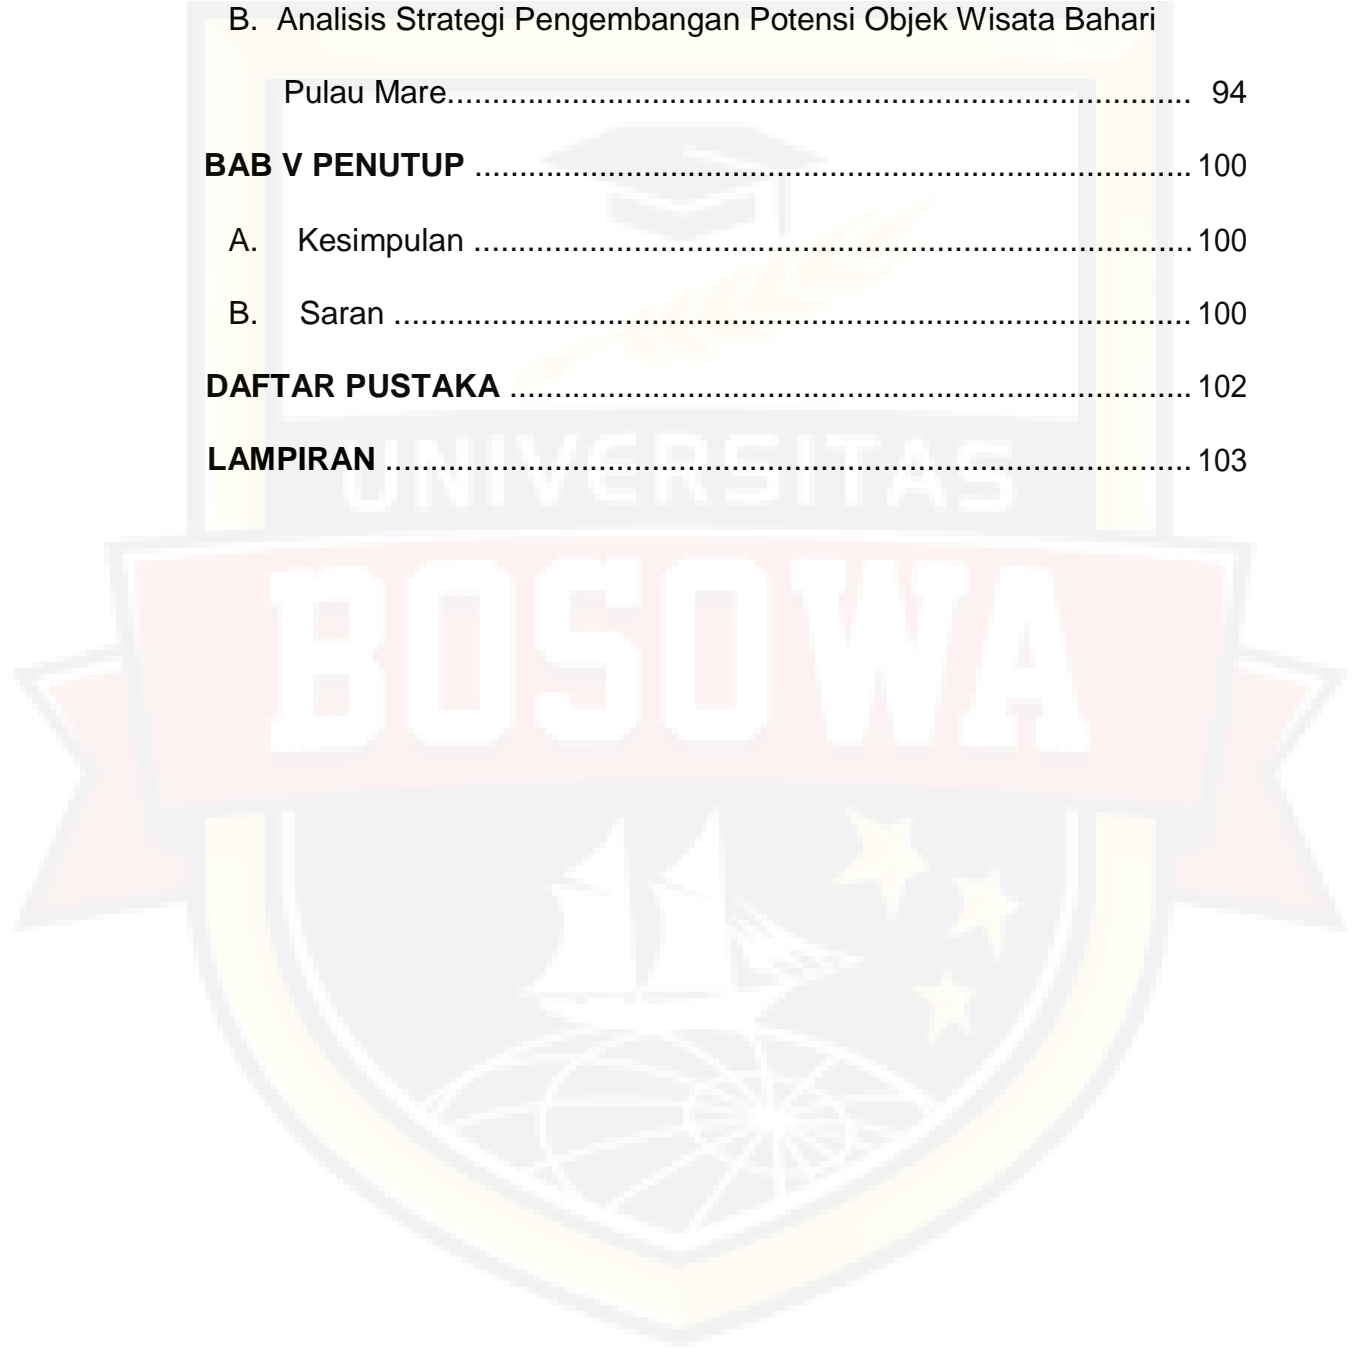 B. Analisis Strategi Pengembangan Potensi Objek Wisata Bahari
Pulau Mare.................................................................................... 94
BAB V PENUTUP ................................................................................ 100
A. Kesimpulan ................................................................................ 100
B. Saran ......................................................................................... 100
DAFTAR PUSTAKA ............................................................................ 102
LAMPIRAN .......................................................................................... 103
UNIVERSITAS
BOSOWA